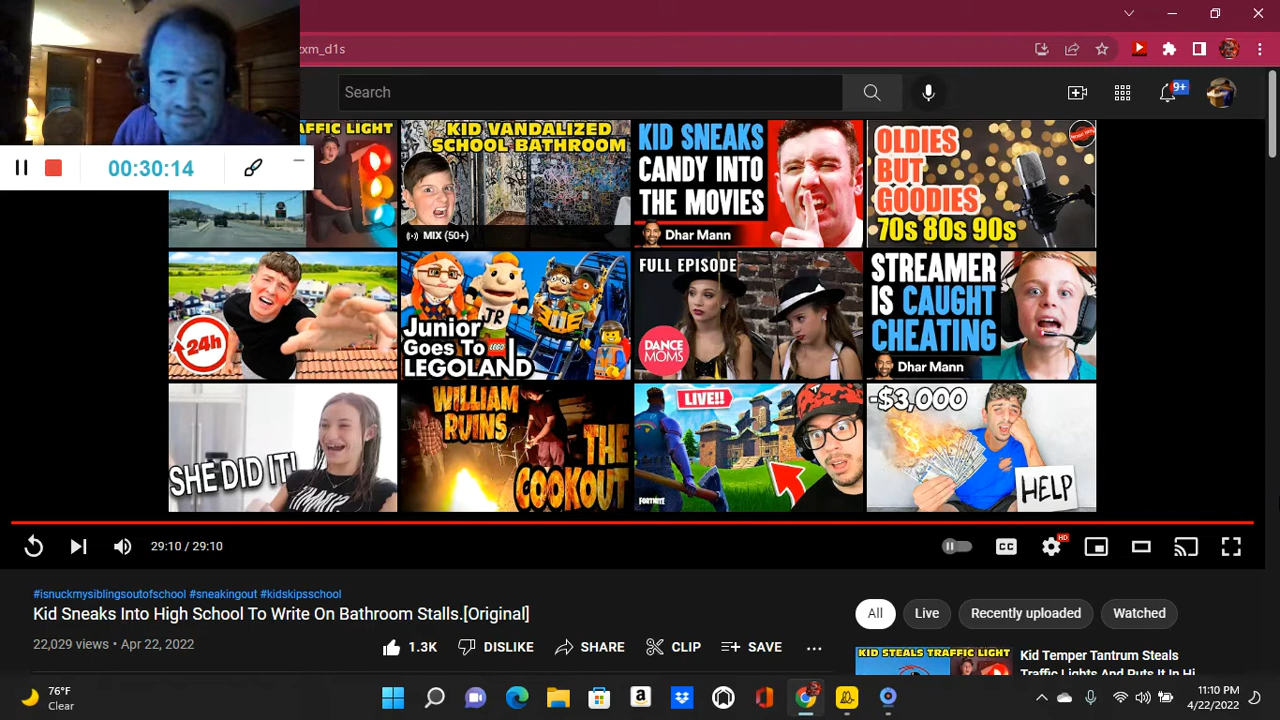 xm_d1s
Search
9+
00:30:14
AFFIC LIGHT
KID VANDALIZED
SCHOOL BATHROOM
MIX (50+)
KID SNEAKS
CANDY INTO
THE MOVIES
Dhar Mann
OLDIES
BUT
GOODIES
70s 80s 90s
24h
JR
Junior
Goes To
LEGO
LEGOLAND
FULL EPISODE
DANCE
MOMS
STREAMER
IS CAUGHT
CHEATING
Dhar Mann
SHE DID IT!
WILLIAM
RUINS
THE
COOKOUT
LIVE!!
FORTNITE
-$3,000
HELP
29:10 / 29:10
CC
HD
#isnuckmysiblingsoutofschool #sneakingout #kidskipsschool
Kid Sneaks Into High School To Write On Bathroom Stalls.[Original]
22,029 views • Apr 22, 2022
1.3K
DISLIKE
SHARE
CLIP
SAVE
All
Live
Recently uploaded
Watched
KID STEALS TRAFFIC LIGHT
Kid Temper Tantrum Steals
Traffic Lights And Puts It In Hi
76°F
Clear
11:10 PM
4/22/2022